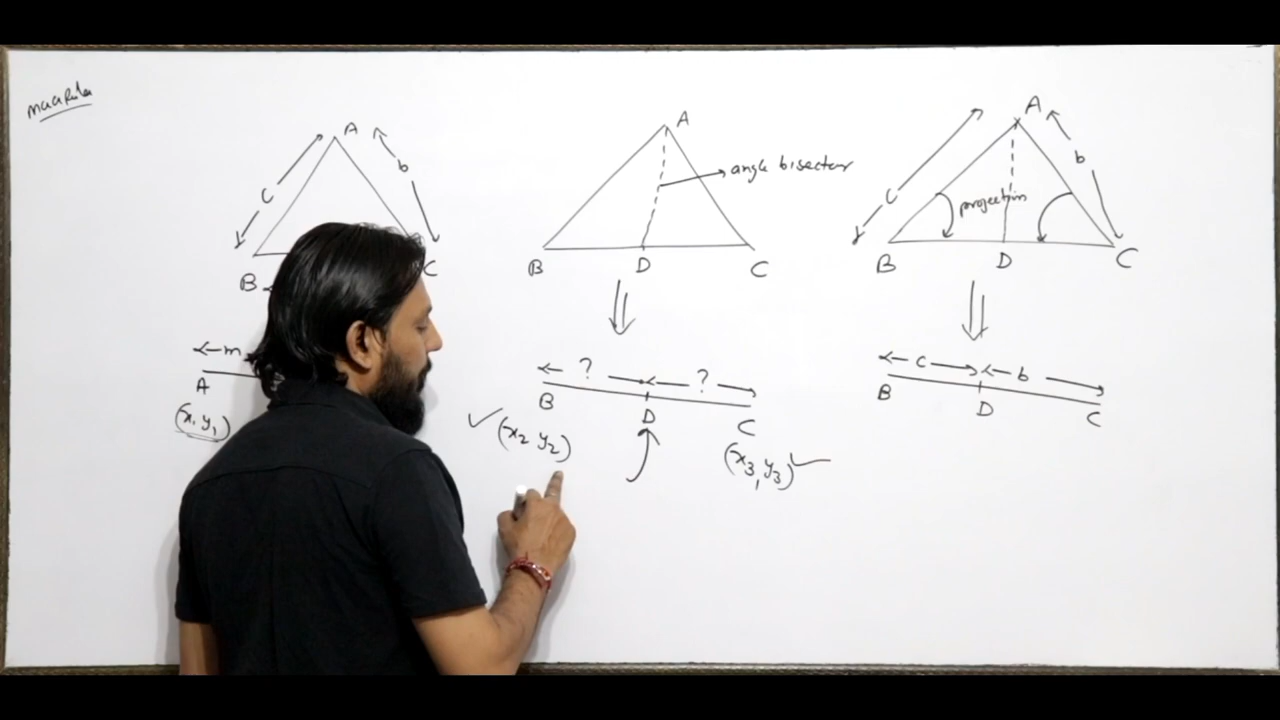 maarula
A
c
b
B
C
m
A
(x, y₁)
A
angle bisector
B
D
C
? ?
B
D
C
(x₂ y₂)
(x₃, y₃)
A
c
b
projection
B
D
C
c b
B
D
C